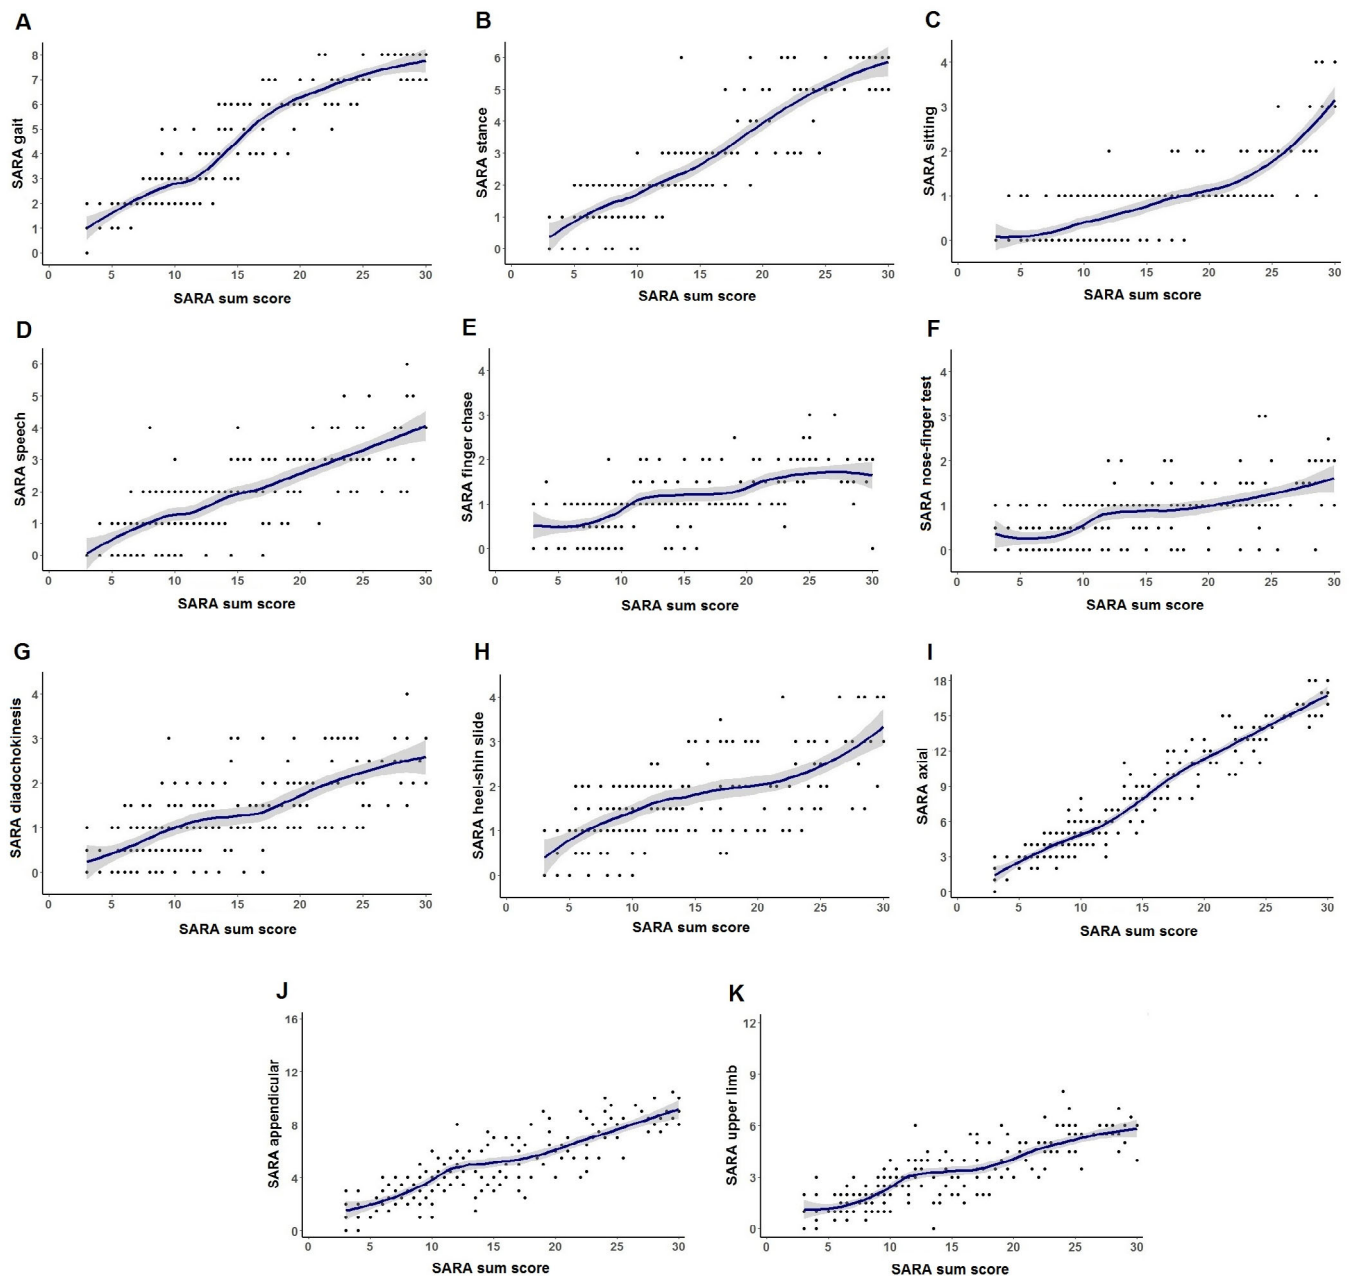 A
B
C
SARA gait
8
7
6
5
4
3
2
1
0
0 5 10 15 20 25 30
SARA sum score
SARA stance
6
5
4
3
2
1
0
0 5 10 15 20 25 30
SARA sum score
SARA sitting
4
3
2
1
0
0 5 10 15 20 25 30
SARA sum score
D
E
F
SARA speech
6
5
4
3
2
1
0
0 5 10 15 20 25 30
SARA sum score
SARA finger chase
4
3
2
1
0
0 5 10 15 20 25 30
SARA sum score
SARA nose-finger test
4
3
2
1
0
0 5 10 15 20 25 30
SARA sum score
G
H
I
SARA diadochokinesis
4
3
2
1
0
0 5 10 15 20 25 30
SARA sum score
SARA heel-shin slide
4
3
2
1
0
0 5 10 15 20 25 30
SARA sum score
SARA axial
18
15
12
9
6
3
0
0 5 10 15 20 25 30
SARA sum score
J
K
SARA appendicular
16
12
8
4
0
0 5 10 15 20 25 30
SARA sum score
SARA upper limb
12
9
6
3
0
0 5 10 15 20 25 30
SARA sum score